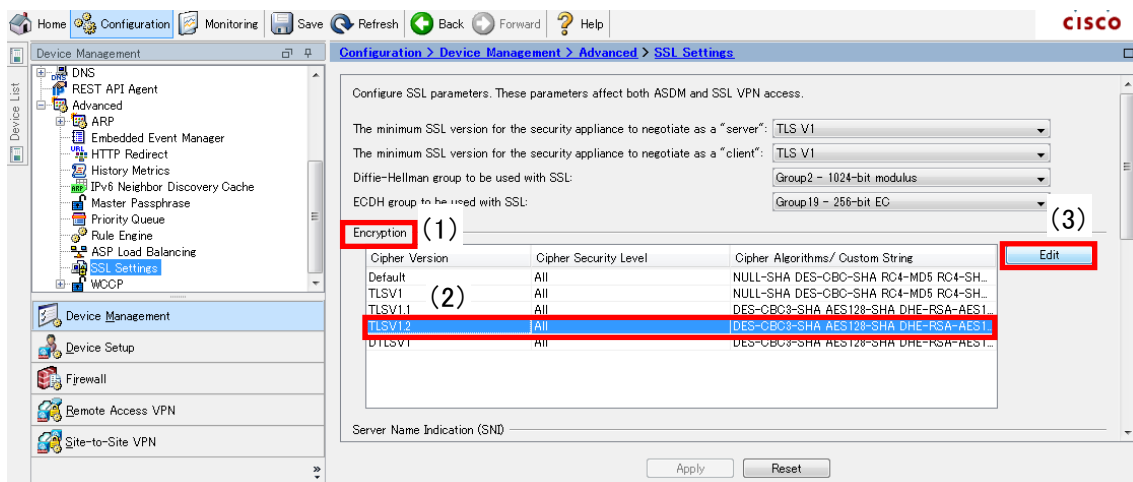 Home Configuration Monitoring Save Refresh Back Forward Help CISCO
Device List
Device Management
DNS
REST API Agent
Advanced
ARP
Embedded Event Manager
HTTP Redirect
History Metrics
IPv6 Neighbor Discovery Cache
Master Passphrase
Priority Queue
Rule Engine
ASP Load Balancing
SSL Settings
WCCP
Device Management
Device Setup
Firewall
Remote Access VPN
Site-to-Site VPN
Configuration > Device Management > Advanced > SSL Settings
Configure SSL parameters. These parameters affect both ASDM and SSL VPN access.
The minimum SSL version for the security appliance to negotiate as a "server": TLS V1
The minimum SSL version for the security appliance to negotiate as a "client": TLS V1
Diffie-Hellman group to be used with SSL: Group2 - 1024-bit modulus
ECDH group to be used with SSL: Group19 - 256-bit EC
Encryption (1)
(3)
Edit
Cipher Version Cipher Security Level Cipher Algorithms/ Custom String
Default All NULL-SHA DES-CBC-SHA RC4-MD5 RC4-SH...
TLSV1 All NULL-SHA DES-CBC-SHA RC4-MD5 RC4-SH...
(2)
TLSV1.1 All DES-CBC3-SHA AES128-SHA DHE-RSA-AES1...
TLSV1.2 All DES-CBC3-SHA AES128-SHA DHE-RSA-AES1...
DTLSV1 All DES-CBC3-SHA AES128-SHA DHE-RSA-AES1...
Server Name Indication (SNI)
Apply Reset